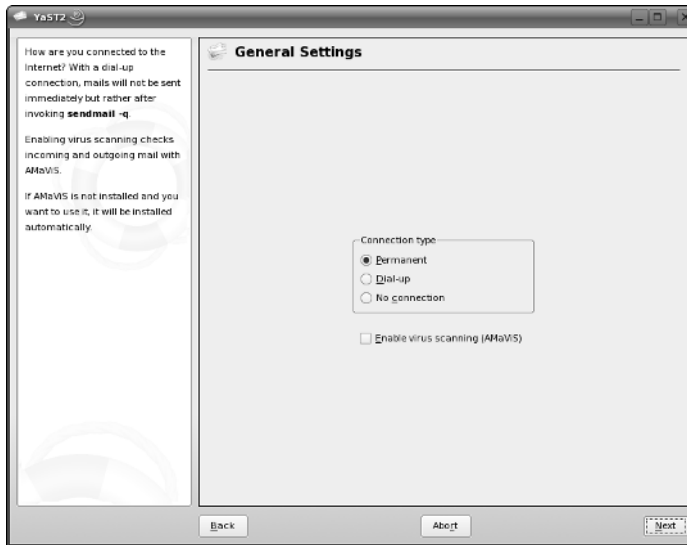 YaST2
How are you connected to the
Internet? With a dial-up
connection, mails will not be sent
immediately but rather after
invoking sendmail -q.
Enabling virus scanning checks
incoming and outgoing mail with
AMaViS.
If AMaViS is not installed and you
want to use it, it will be installed
automatically.
General Settings
Connection type
Permanent
Dial-up
No connection
Enable virus scanning (AMaViS)
Back
Abort
Next